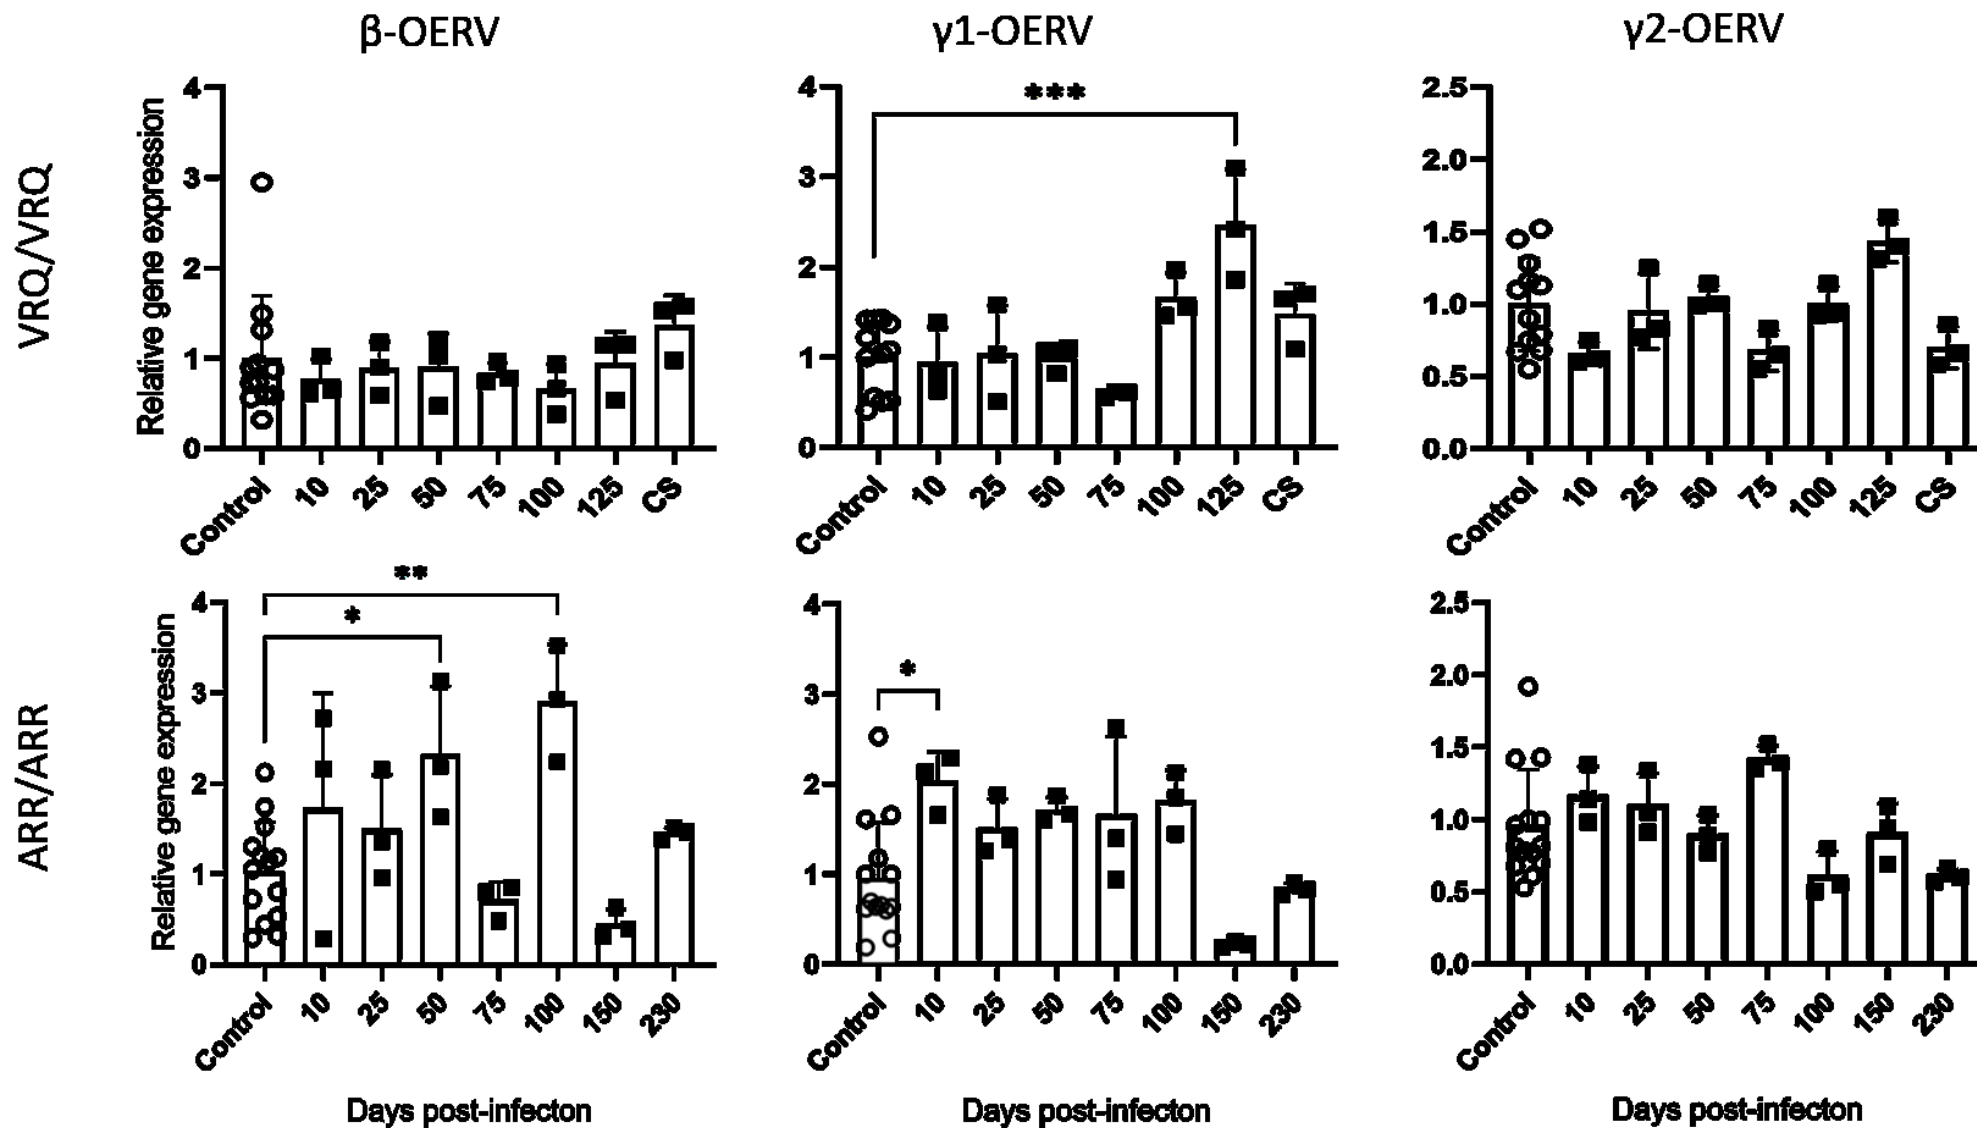 β-OERV
γ1-OERV
γ2-OERV
VRQ/VRQ
Relative gene expression
4
3
2
1
0
Control 10 25 50 75 100 125 CS
***
4
3
2
1
0
Control 10 25 50 75 100 125 CS
2.5
2.0
1.5
1.0
0.5
0.0
Control 10 25 50 75 100 125 CS
ARR/ARR
Relative gene expression
**
*
4
3
2
1
0
Control 10 25 50 75 100 150 230
Days post-infecton
*
4
3
2
1
0
Control 10 25 50 75 100 150 230
Days post-infecton
2.5
2.0
1.5
1.0
0.5
0.0
Control 10 25 50 75 100 150 230
Days post-infecton